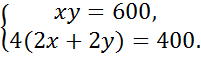 xy = 600,
4(2x + 2y) = 400.